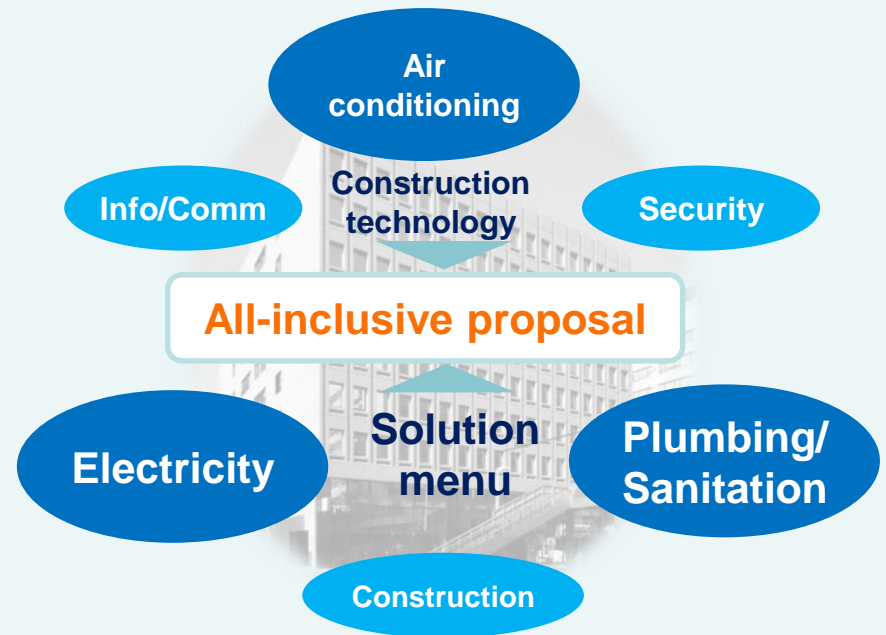 Air
conditioning
Info/Comm
Construction
technology
Security
All-inclusive proposal
Electricity
Solution
menu
Plumbing/
Sanitation
Construction